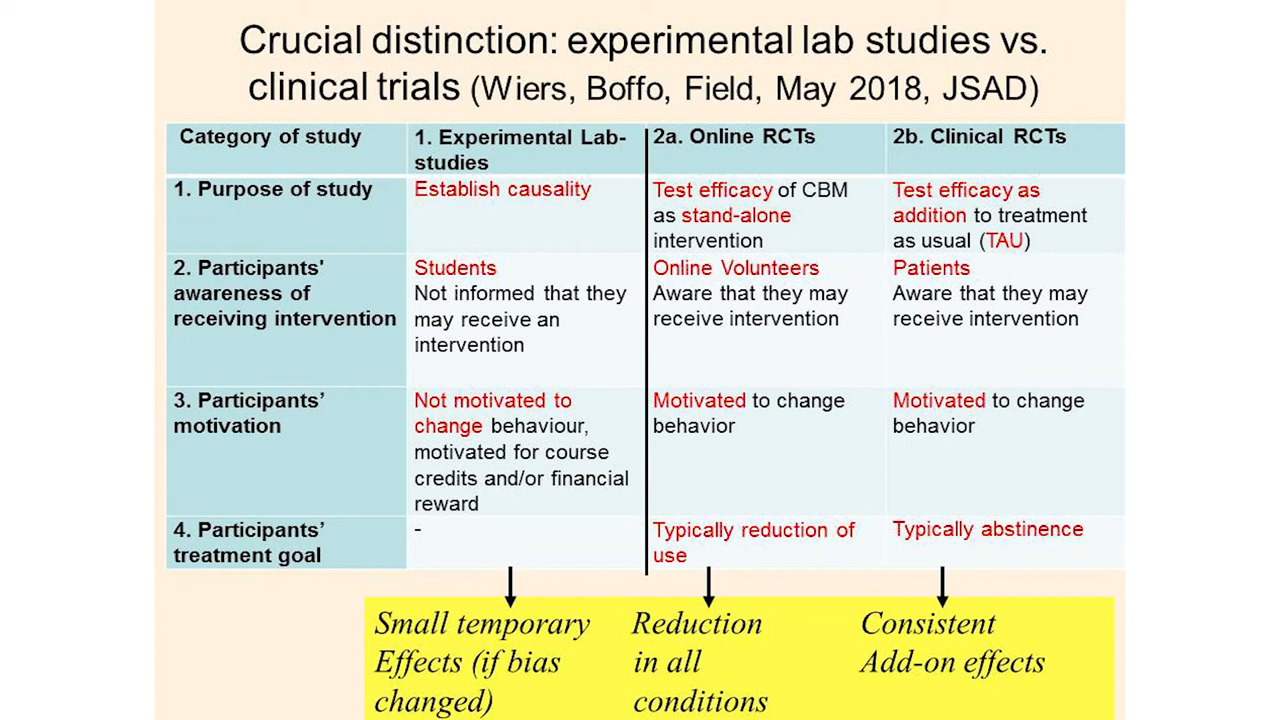 Crucial distinction: experimental lab studies vs.
clinical trials (Wiers, Boffo, Field, May 2018, JSAD)
Category of study
1. Experimental Lab-
studies
2a. Online RCTs
2b. Clinical RCTs
1. Purpose of study
Establish causality
Test efficacy of CBM
as stand-alone
intervention
Test efficacy as
addition to treatment
as usual (TAU)
2. Participants'
awareness of
receiving intervention
Students
Not informed that they
may receive an
intervention
Online Volunteers
Aware that they may
receive intervention
Patients
Aware that they may
receive intervention
3. Participants’
motivation
Not motivated to
change behaviour,
motivated for course
credits and/or financial
reward
Motivated to change
behavior
Motivated to change
behavior
4. Participants’
treatment goal
-
Typically reduction of
use
Typically abstinence
Small temporary
Effects (if bias
changed)
Reduction
in all
conditions
Consistent
Add-on effects